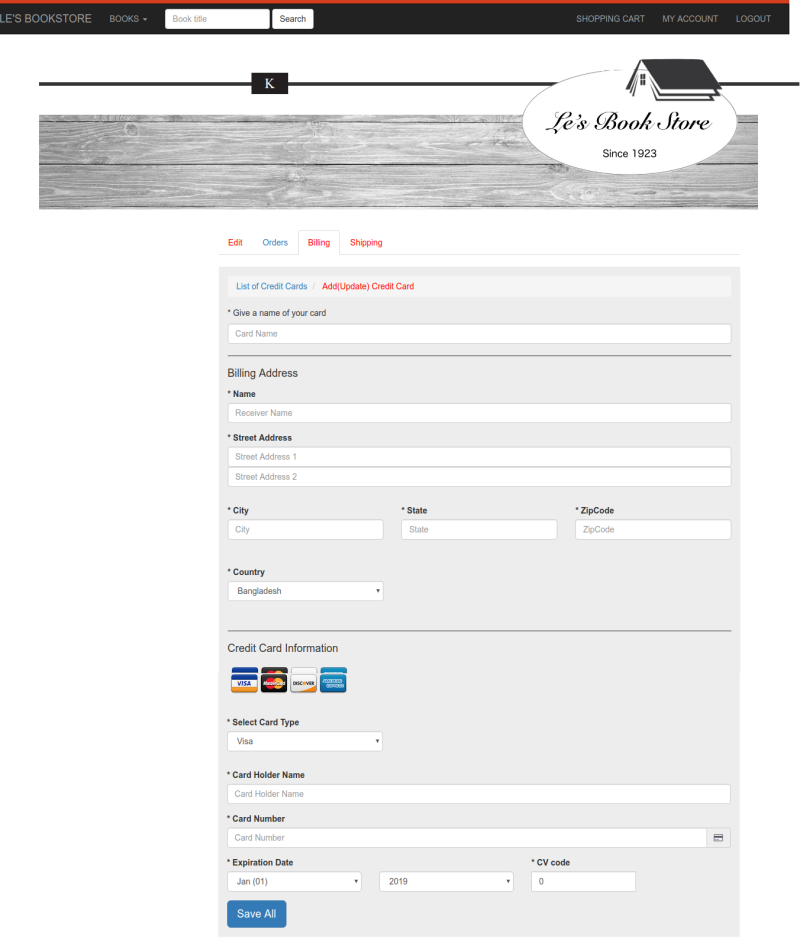 LE'S BOOKSTORE BOOKS Book title Search SHOPPING CART MY ACCOUNT LOGOUT
K
Le's Book Store
Since 1923
Edit Orders Billing Shipping
List of Credit Cards / Add(Update) Credit Card
* Give a name of your card
Card Name
Billing Address
* Name
Receiver Name
* Street Address
Street Address 1
Street Address 2
* City * State * ZipCode
City State ZipCode
* Country
Bangladesh
Credit Card Information
VISA MasterCard DISCOVER AMERICAN EXPRESS
* Select Card Type
Visa
* Card Holder Name
Card Holder Name
* Card Number
Card Number
* Expiration Date * CV code
Jan (01) 2019 0
Save All